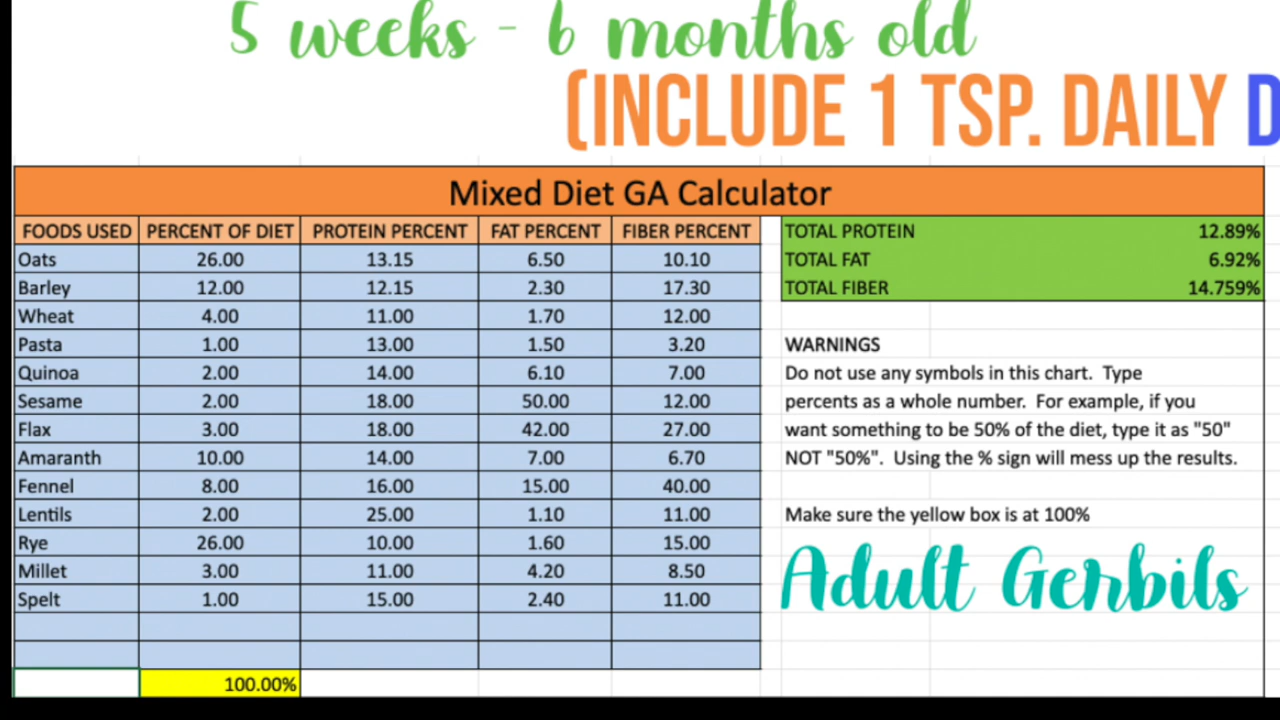 5 weeks - 6 months old
(INCLUDE 1 TSP. DAILY D
Mixed Diet GA Calculator
FOODS USED PERCENT OF DIET PROTEIN PERCENT FAT PERCENT FIBER PERCENT TOTAL PROTEIN 12.89%
Oats 26.00 13.15 6.50 10.10 TOTAL FAT 6.92%
Barley 12.00 12.15 2.30 17.30 TOTAL FIBER 14.759%
Wheat 4.00 11.00 1.70 12.00
Pasta 1.00 13.00 1.50 3.20 WARNINGS
Quinoa 2.00 14.00 6.10 7.00 Do not use any symbols in this chart. Type
Sesame 2.00 18.00 50.00 12.00 percents as a whole number. For example, if you
Flax 3.00 18.00 42.00 27.00 want something to be 50% of the diet, type it as "50"
Amaranth 10.00 14.00 7.00 6.70 NOT "50%". Using the % sign will mess up the results.
Fennel 8.00 16.00 15.00 40.00
Lentils 2.00 25.00 1.10 11.00 Make sure the yellow box is at 100%
Rye 26.00 10.00 1.60 15.00
Millet 3.00 11.00 4.20 8.50
Spelt 1.00 15.00 2.40 11.00
Adult Gerbils
100.00%